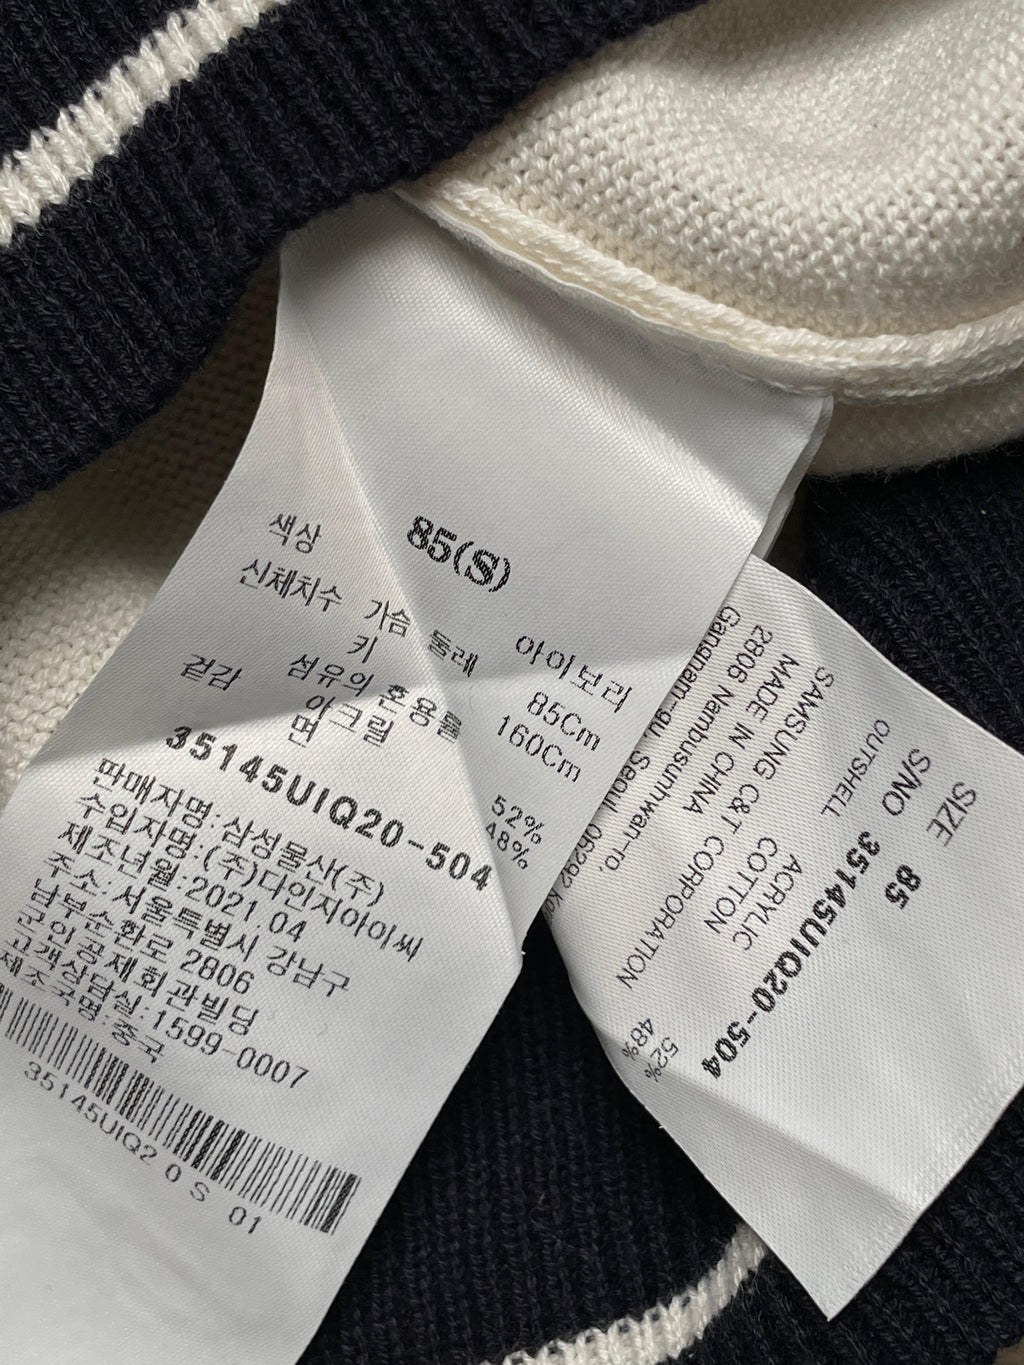 85(S)
색상 아이보리
신체치수 가슴 둘레 85Cm
키 160Cm
겉감 섬유의 혼용율
아크릴 52%
면 48%
35145UIQ20-504
판매자명:삼성물산(주)
수입자명:(주)다인지아이씨
제조년월:2021.04
주소:서울특별시 강남구
남부순환로 2806
군인공제회관빌딩
고객상담실:1599-0007
제조국명:중국
35145UIQ2 0 S 01
SIZE 85
S/NO 35145UIQ20-504
OUTSHELL
ACRYLIC 52%
COTTON 48%
SAMSUNG C&T CORPORATION
MADE IN CHINA
2806 Nambusunhwan-ro,
Gangnam-gu, Seoul, 06292